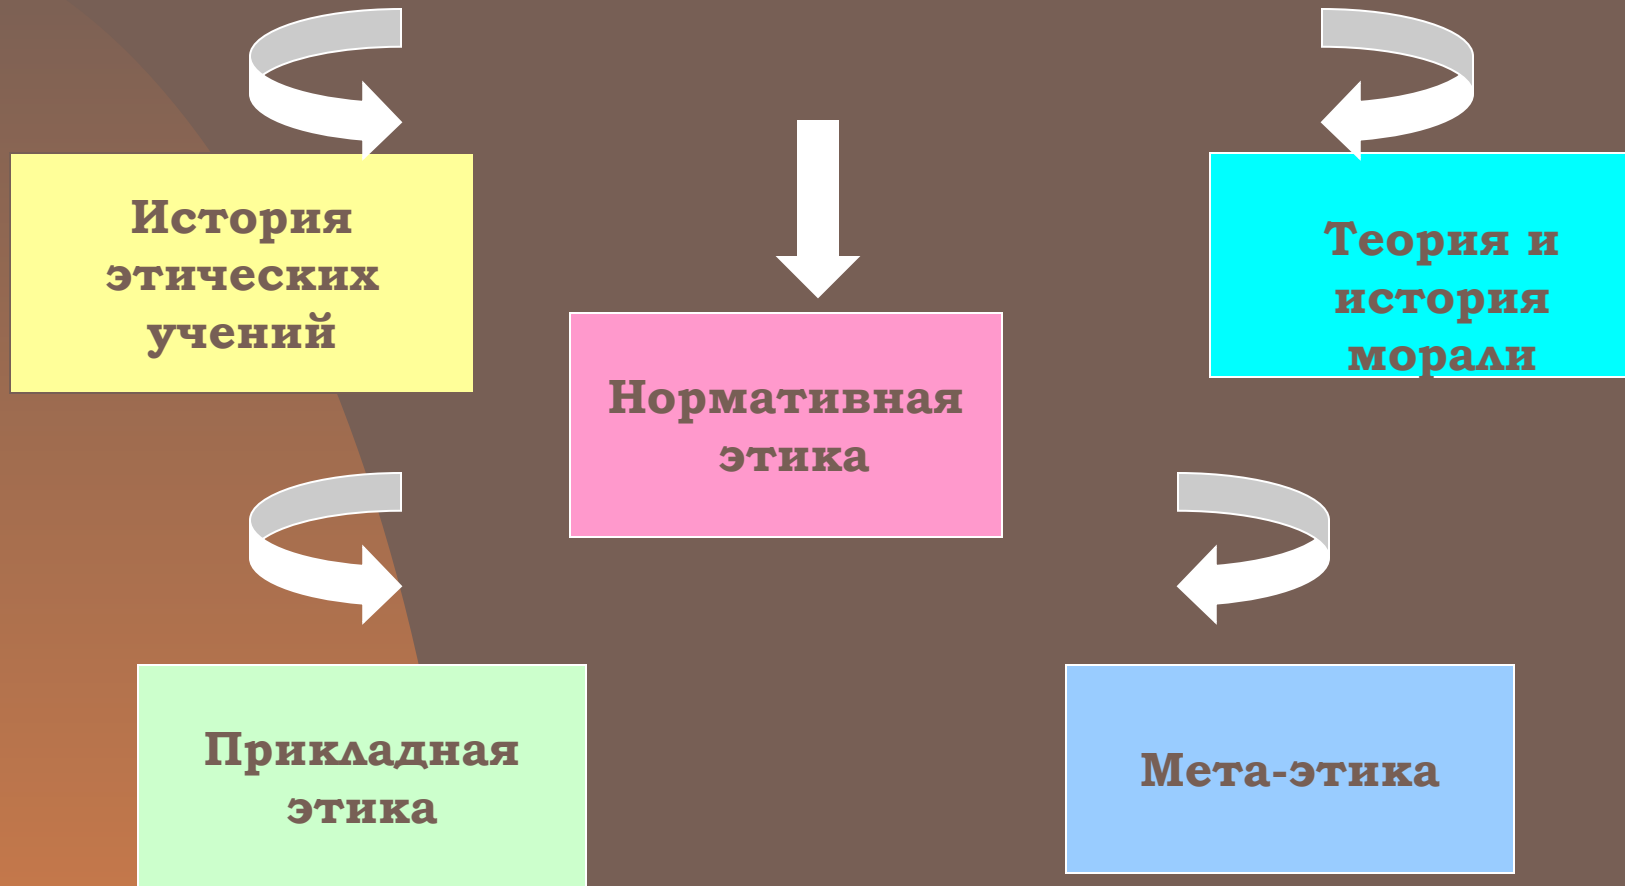 История
этических
учений
Теория и
история
морали
Нормативная
этика
Прикладная
этика
Мета-этика